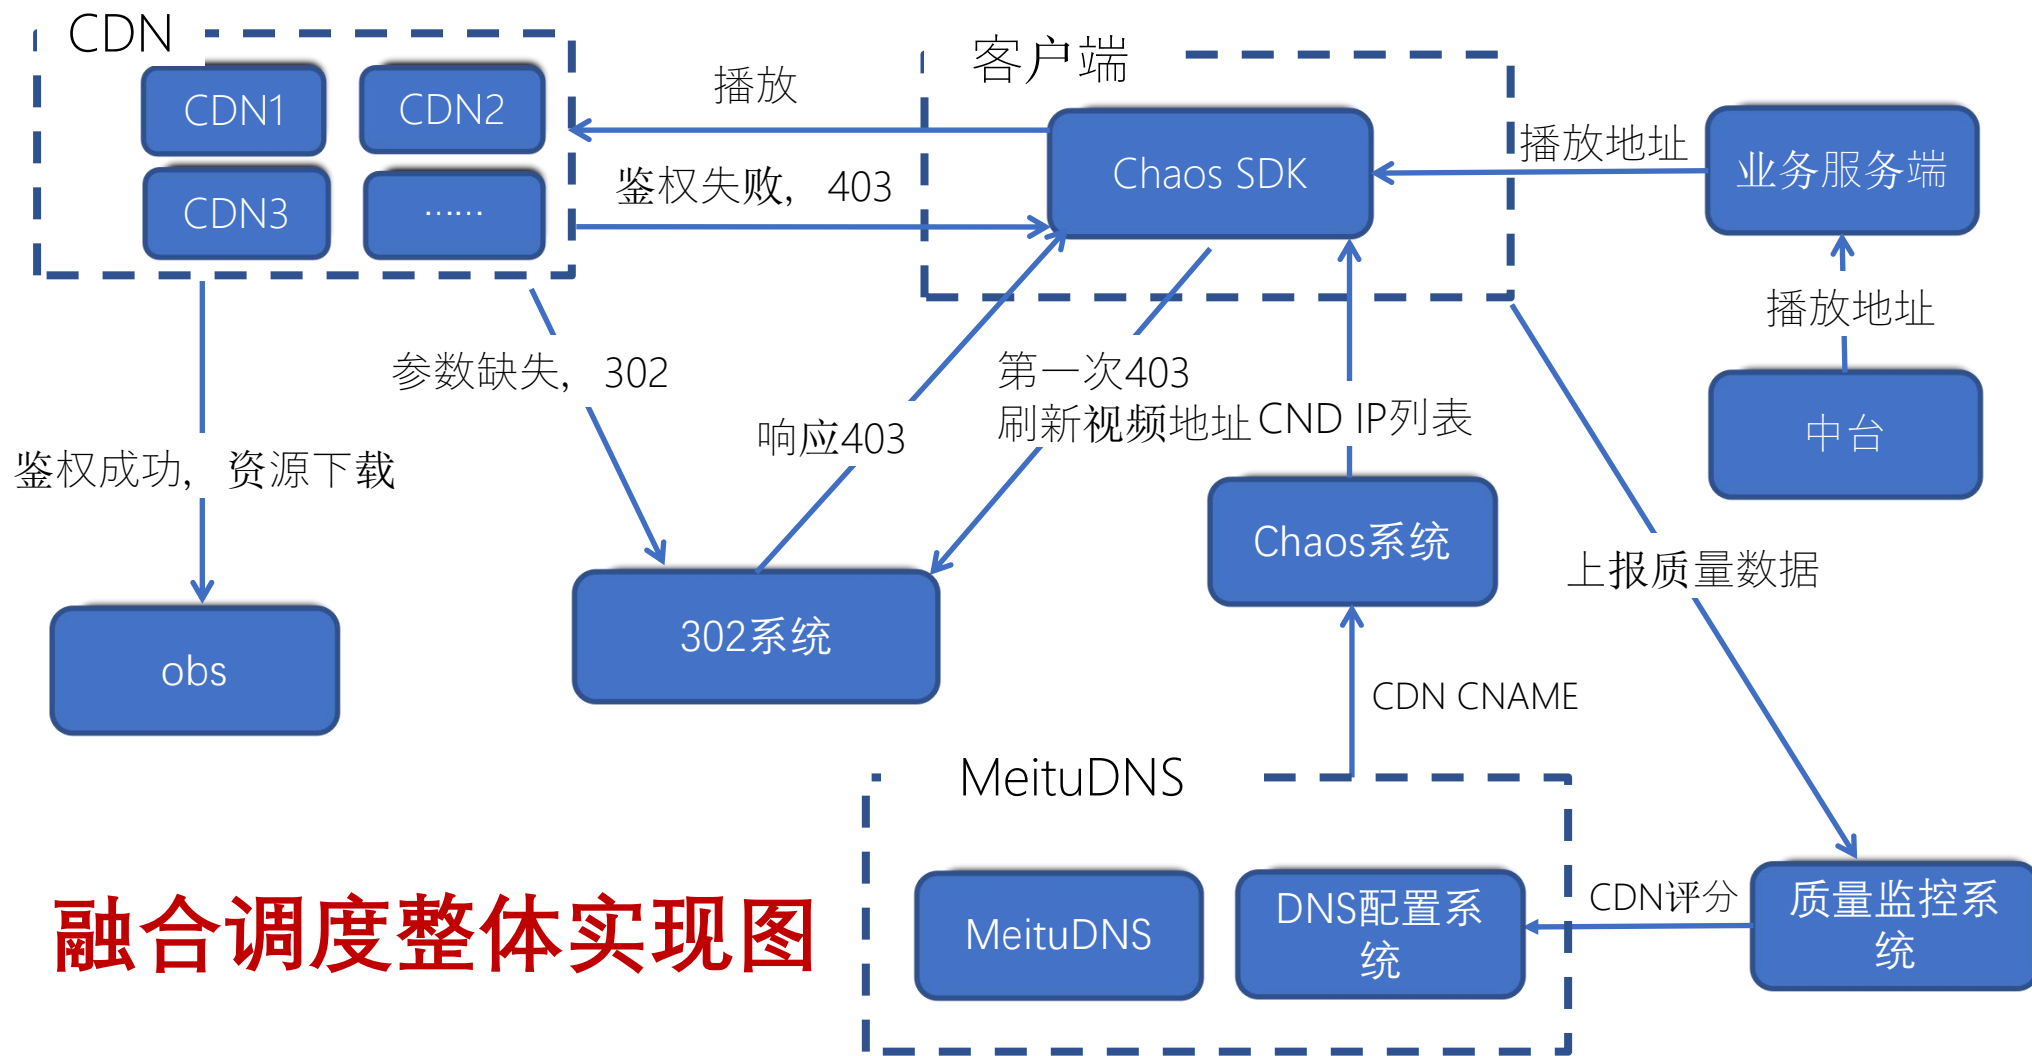 CDN
客户端
CDN1
CDN2
播放
Chaos SDK
播放地址
业务服务端
CDN3
……
鉴权失败， 403
参数缺失， 302
第一次403
刷新视频地址
CND IP列表
播放地址
中台
响应403
鉴权成功， 资源下载
Chaos系统
上报质量数据
302系统
obs
CDN CNAME
MeituDNS
融合调度整体实现图
MeituDNS
DNS配置系
统
CDN评分
质量监控系
统